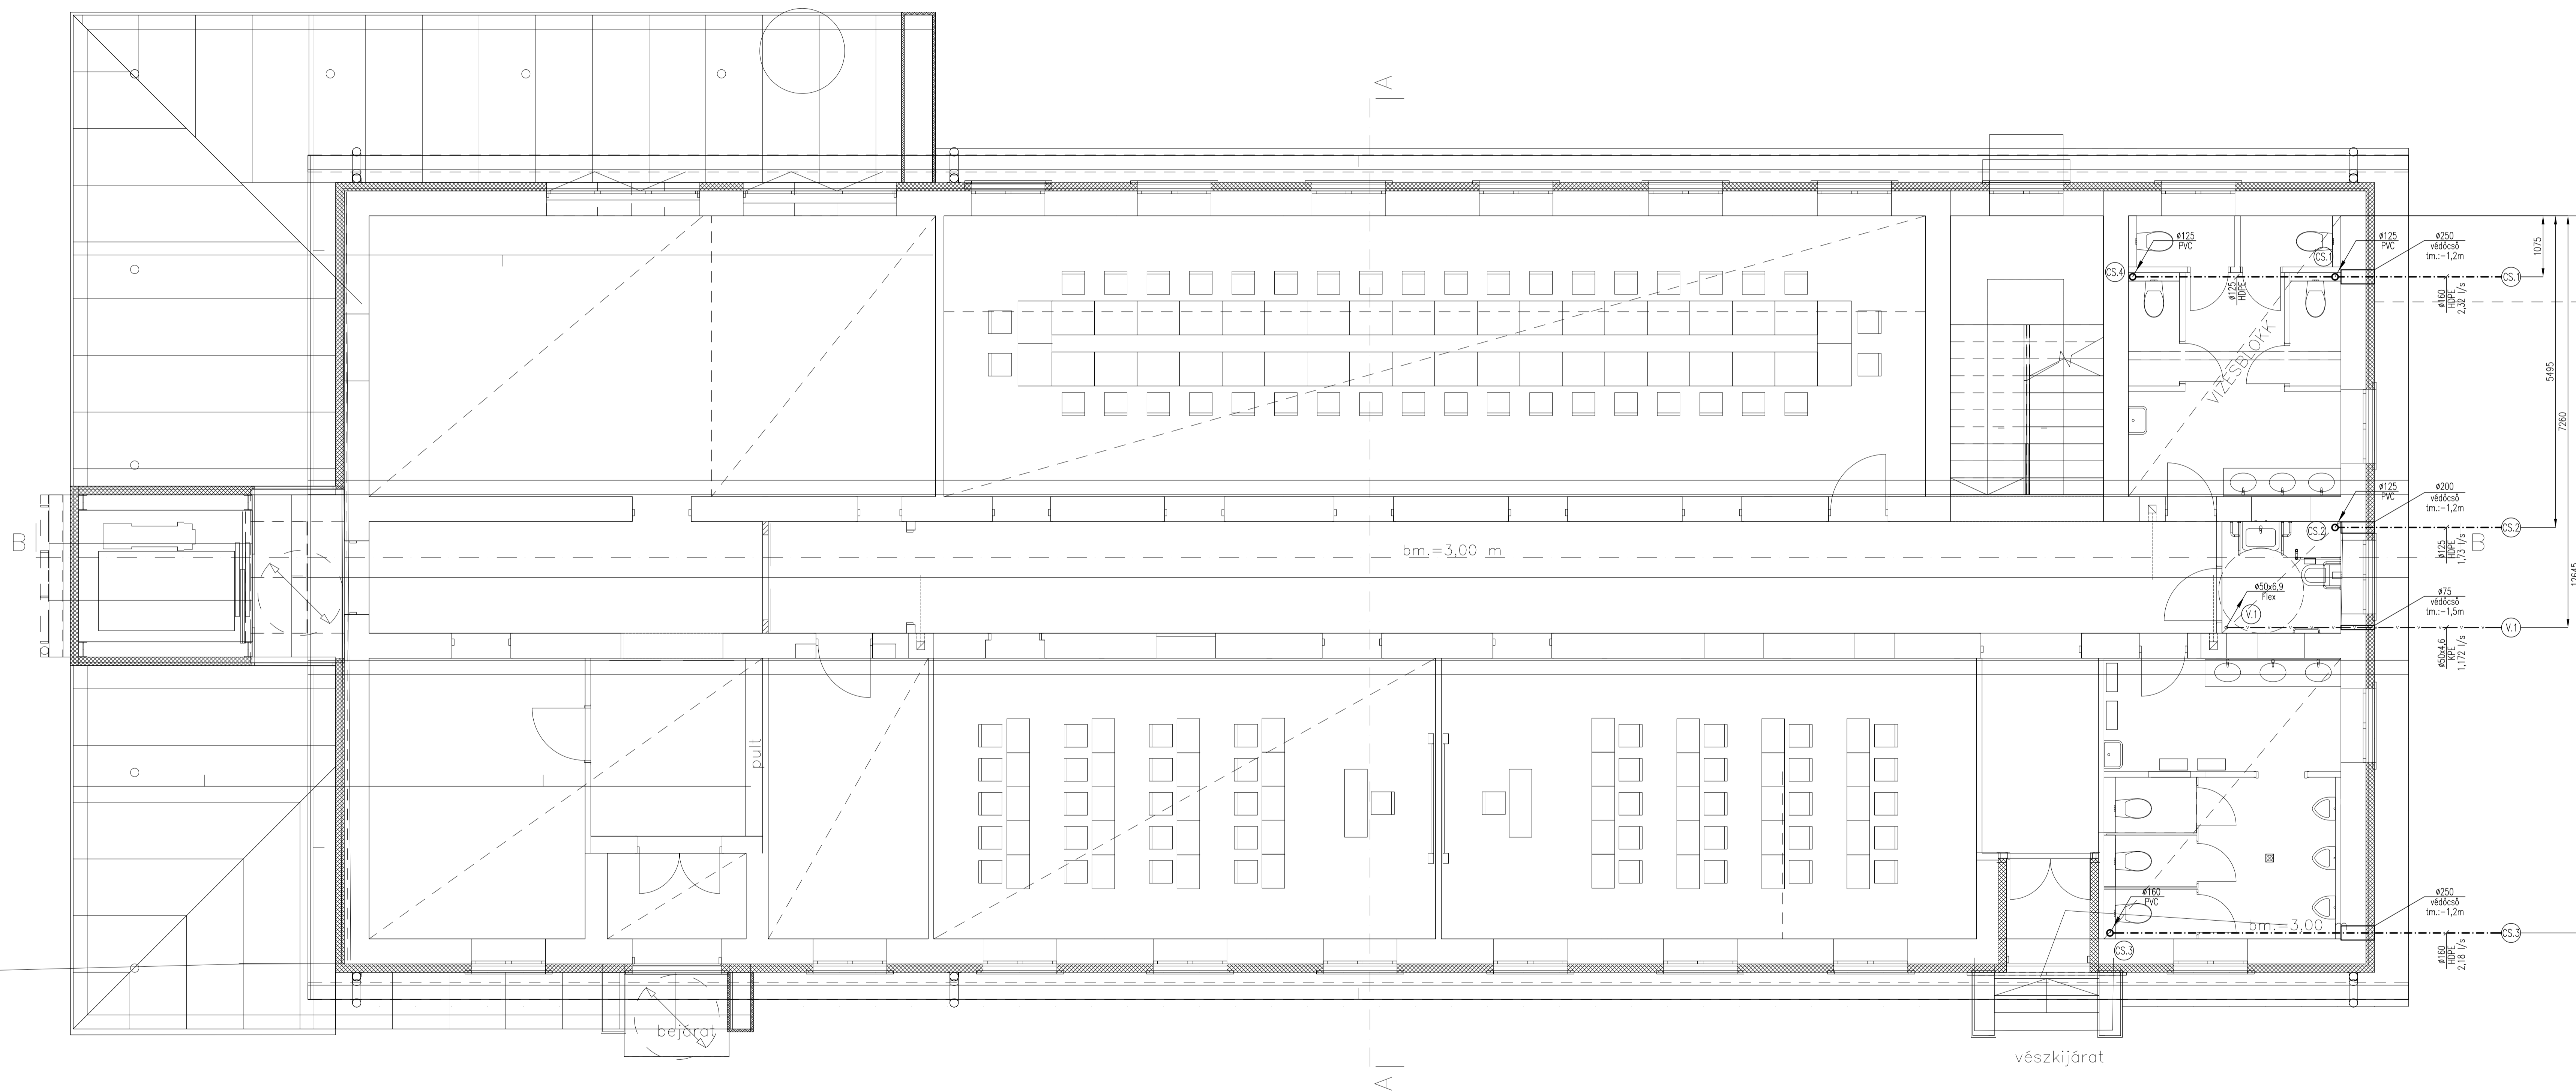 A
CS.4
ø125
PVC
CS.1
ø125
PVC
ø250
védőcső
tm.:-1,2m
CS.1
1075
ø125
HDPE
ø160
HDPE
2,32 l/s
VIZESBLOKK
5495
7260
ø125
PVC
ø200
védőcső
tm.:-1,2m
CS.2
CS.2
B
bm.=3,00 m
ø125
HDPE
1,73 l/s
B
12645
ø50x6,9
Flex
V.1
ø75
védőcső
tm.:-1,5m
V.1
ø50x4,6
KPE
1,172 l/s
pult
ø160
PVC
ø250
védőcső
tm.:-1,2m
bm.=3,00 m
CS.3
CS.3
ø160
HDPE
2,18 l/s
bejárat
vészkijárat
A